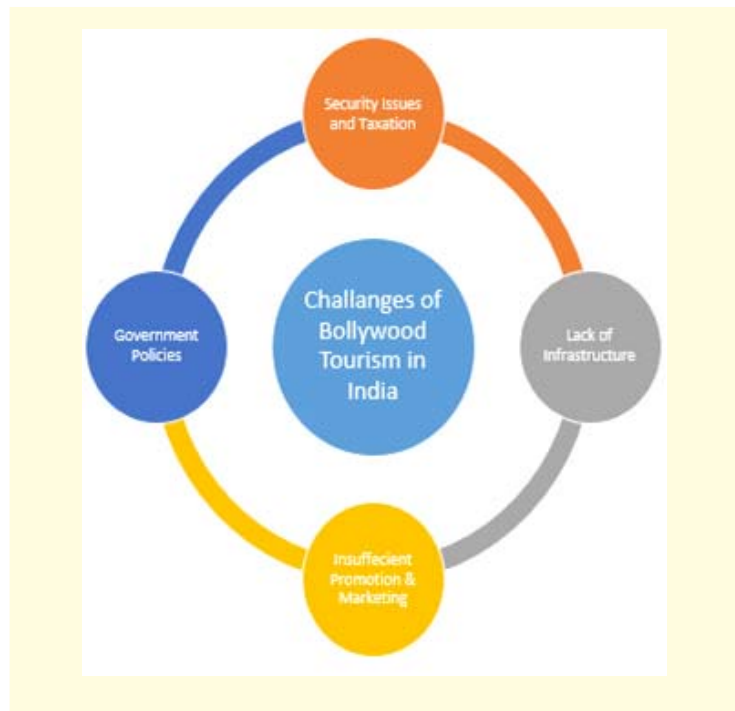 Security Issues
and Taxation
Challanges of
Bollywood
Tourism in
India
Government
Policies
Lack of
Infrastructure
Insuffecient
Promotion &
Marketing